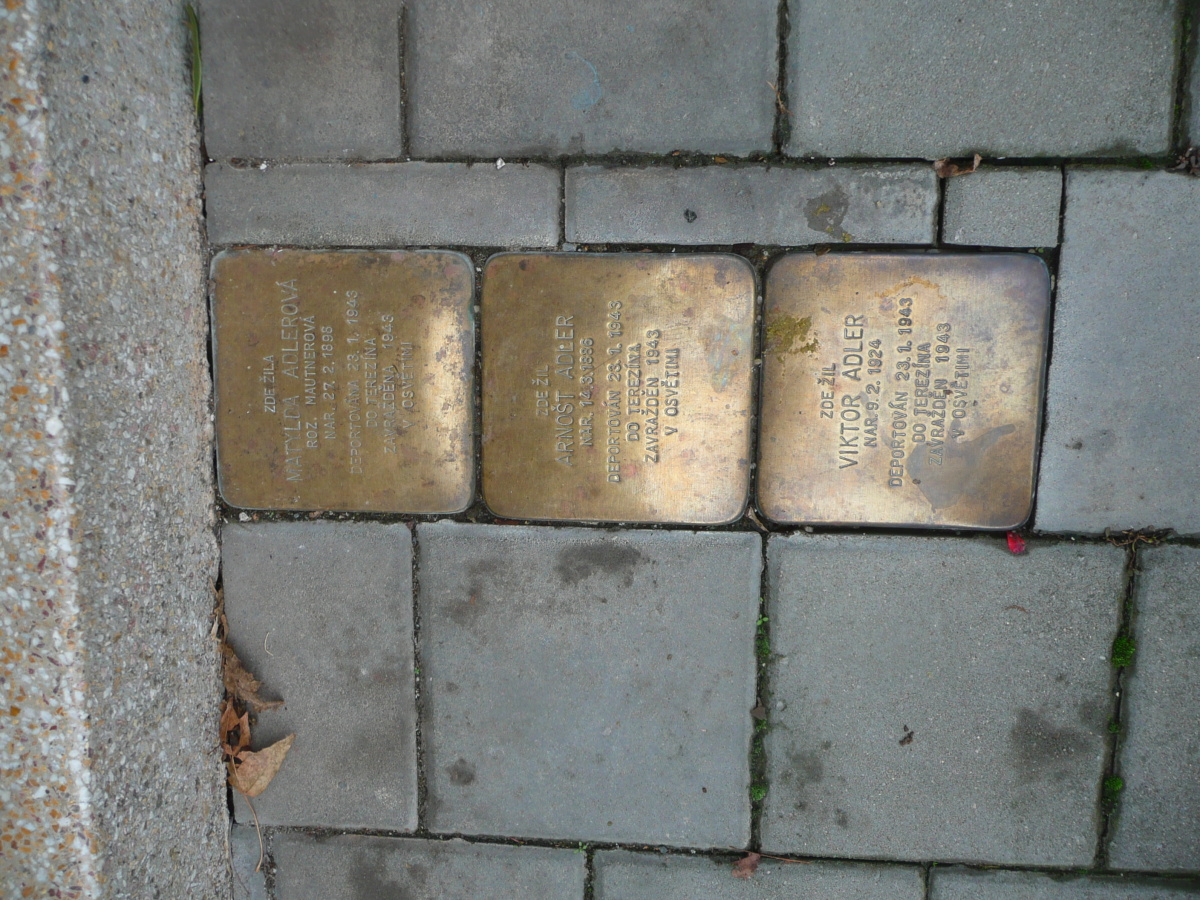 ZDE ŽILA
MATYLDA ADLEROVÁ
ROZ. MAUTNEROVÁ
NAR. 27. 2. 1898
DEPORTOVÁNA 23. 1. 1943
DO TEREZÍNA
ZAVRAŽDĚNA 1943
V OSVĚTIMI
ZDE ŽIL
ARNOŠT ADLER
NAR. 14.3.1886
DEPORTOVÁN 23. 1. 1943
DO TEREZÍNA
ZAVRAŽDĚN 1943
V OSVĚTIMI
ZDE ŽIL
VIKTOR ADLER
NAR. 9. 2. 1924
DEPORTOVÁN 23. 1. 1943
DO TEREZÍNA
ZAVRAŽDĚN 1943
V OSVĚTIMI